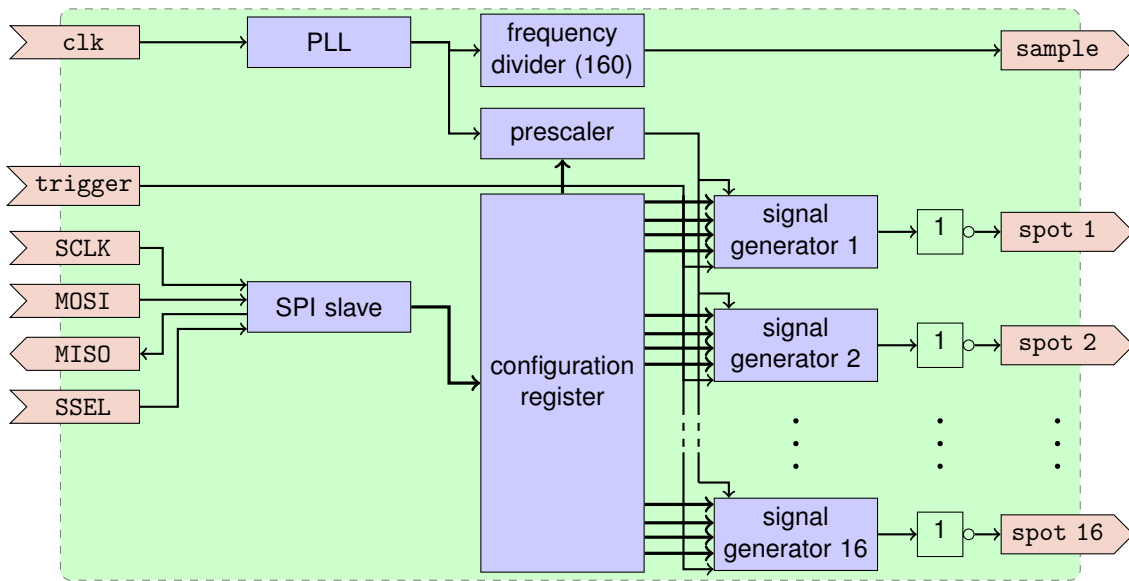 clk
PLL
frequency
divider (160)
sample
prescaler
trigger
signal
generator 1
1
spot 1
SCLK
MOSI
SPI slave
MISO
SSEL
configuration
register
signal
generator 2
1
spot 2
signal
generator 16
1
spot 16